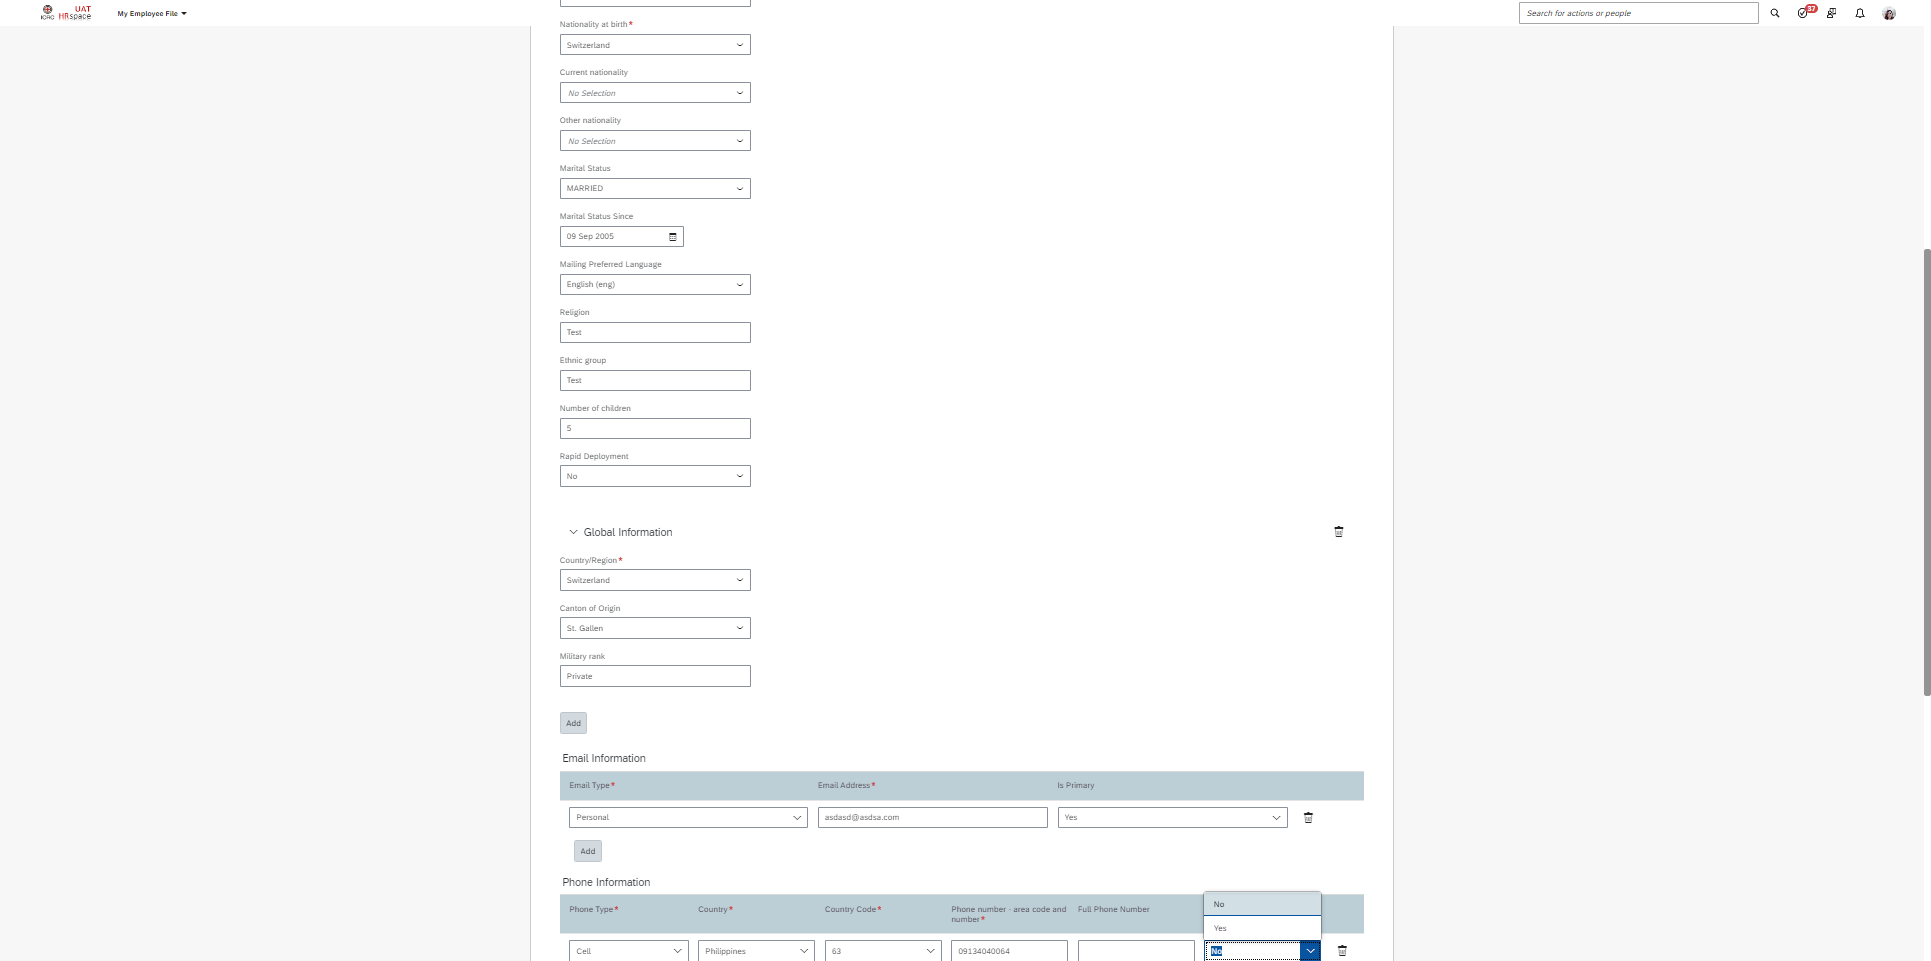 ICRC
UAT
HRspace
My Employee File
Search for actions or people
37
Nationality at birth*
Switzerland
Current nationality
No Selection
Other nationality
No Selection
Marital Status
MARRIED
Marital Status Since
09 Sep 2005
Mailing Preferred Language
English (eng)
Religion
Test
Ethnic group
Test
Number of children
5
Rapid Deployment
No
Global Information
Country/Region*
Switzerland
Canton of Origin
St. Gallen
Military rank
Private
Add
Email Information
Email Type* Email Address* Is Primary
Personal asdasd@asdsa.com Yes
Add
Phone Information
No
Phone Type* Country* Country Code* Phone number - area code and Full Phone Number
number*
Yes
Cell Philippines 63 09134040064 No